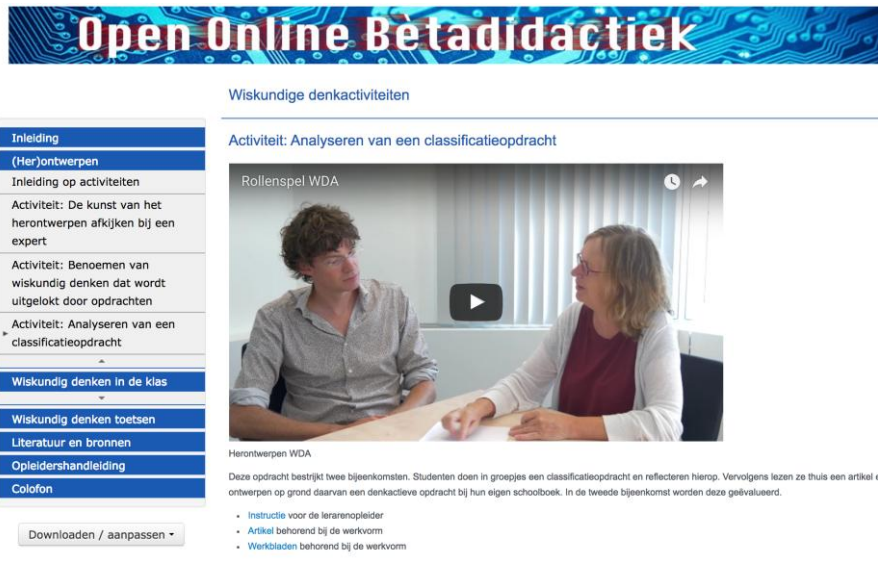 Open Online Bètadidactiek
Wiskundige denkactiviteiten
Inleiding
(Her)ontwerpen
Inleiding op activiteiten
Activiteit: De kunst van het
herontwerpen afkijken bij een
expert
Activiteit: Benoemen van
wiskundig denken dat wordt
uitgelokt door opdrachten
Activiteit: Analyseren van een
classificatieopdracht
Wiskundig denken in de klas
Wiskundig denken toetsen
Literatuur en bronnen
Opleidershandleiding
Colofon
Downloaden / aanpassen
Activiteit: Analyseren van een classificatieopdracht
Rollenspel WDA
Herontwerpen WDA
Deze opdracht bestrijkt twee bijeenkomsten. Studenten doen in groepjes een classificatieopdracht en reflecteren hierop. Vervolgens lezen ze thuis een artikel
ontwerpen op grond daarvan een denkactieve opdracht bij hun eigen schoolboek. In de tweede bijeenkomst worden deze geëvalueerd.
Instructie voor de lerarenopleider
Artikel behorend bij de werkvorm
Werkbladen behorend bij de werkvorm